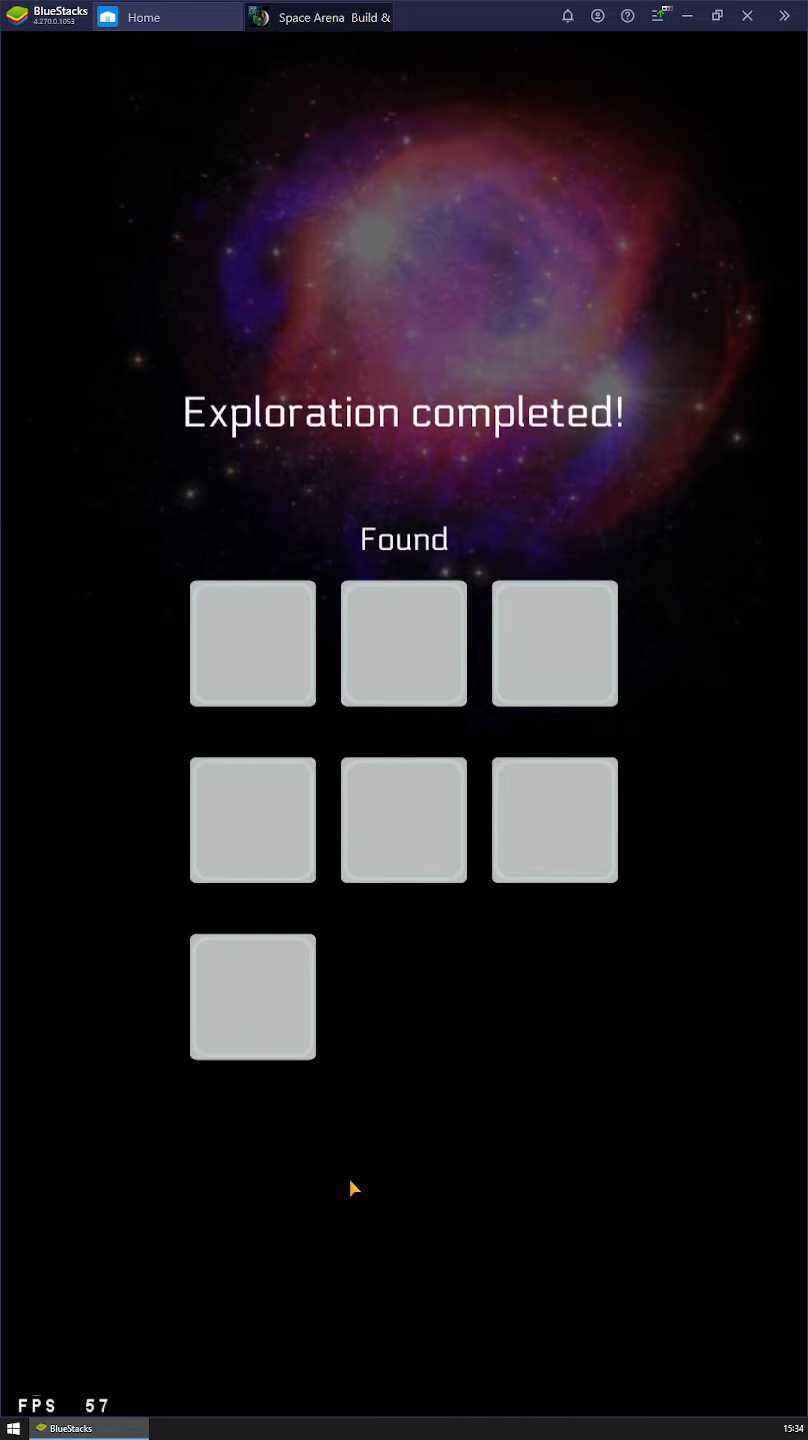 BlueStacks
4.270.0.1053
Home
Space Arena Build &
Exploration completed!
Found
FPS 57
BlueStacks
15:34